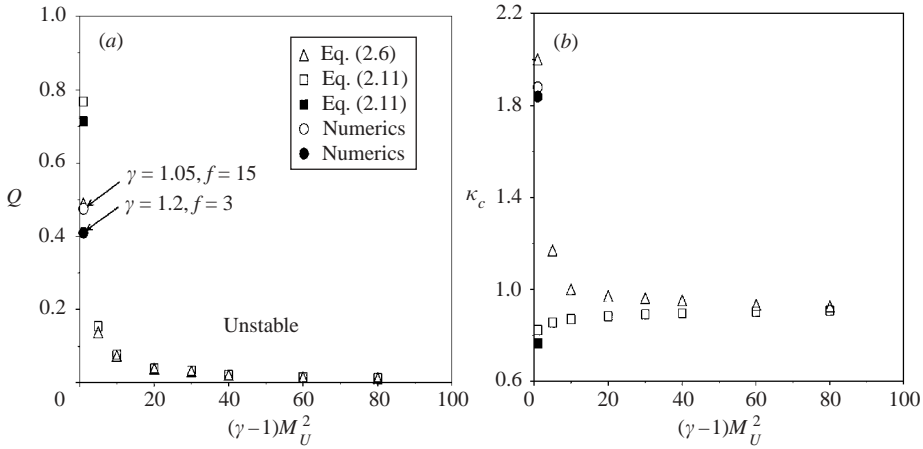 (a)
1.0
0.8
0.6
Q
0.4
0.2
0
20
40
60
80
100
(γ – 1)M_U^2
△ Eq. (2.6)
□ Eq. (2.11)
■ Eq. (2.11)
○ Numerics
● Numerics
γ = 1.05, f = 15
γ = 1.2, f = 3
Unstable
(b)
2.2
1.8
κ_c
1.4
1.0
0.6
0
20
40
60
80
100
(γ – 1)M_U^2